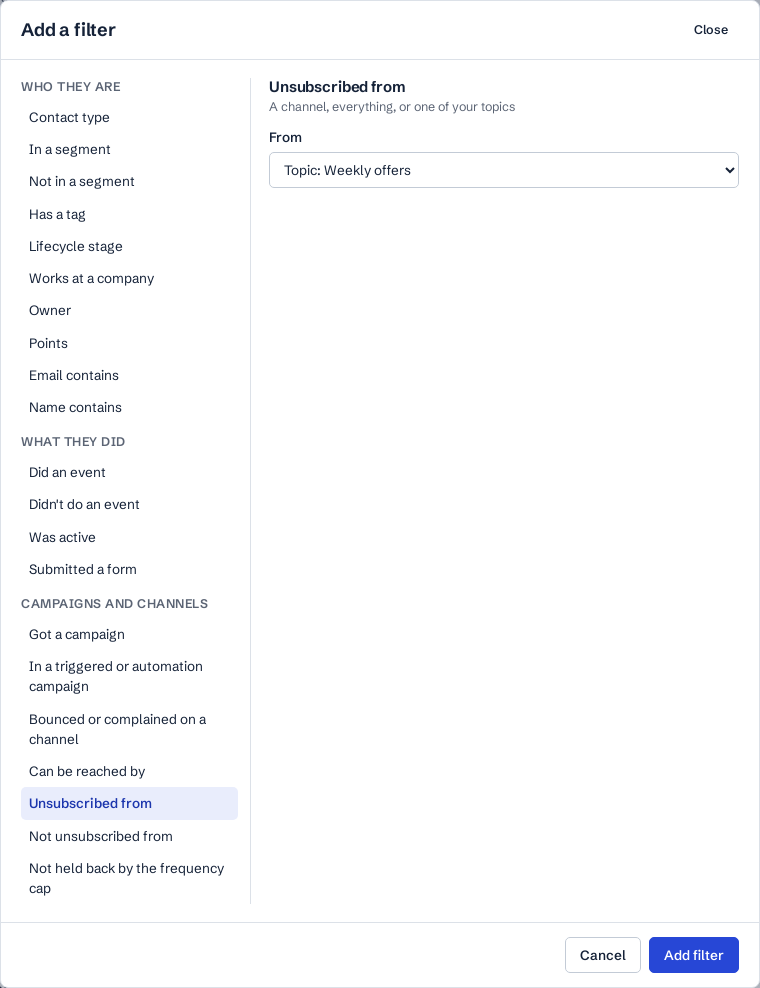 Add a filter
Close
WHO THEY ARE
Contact type
In a segment
Not in a segment
Has a tag
Lifecycle stage
Works at a company
Owner
Points
Email contains
Name contains
WHAT THEY DID
Did an event
Didn't do an event
Was active
Submitted a form
CAMPAIGNS AND CHANNELS
Got a campaign
In a triggered or automation
campaign
Bounced or complained on a
channel
Can be reached by
Unsubscribed from
Not unsubscribed from
Not held back by the frequency
cap
Unsubscribed from
A channel, everything, or one of your topics
From
Topic: Weekly offers
Cancel
Add filter